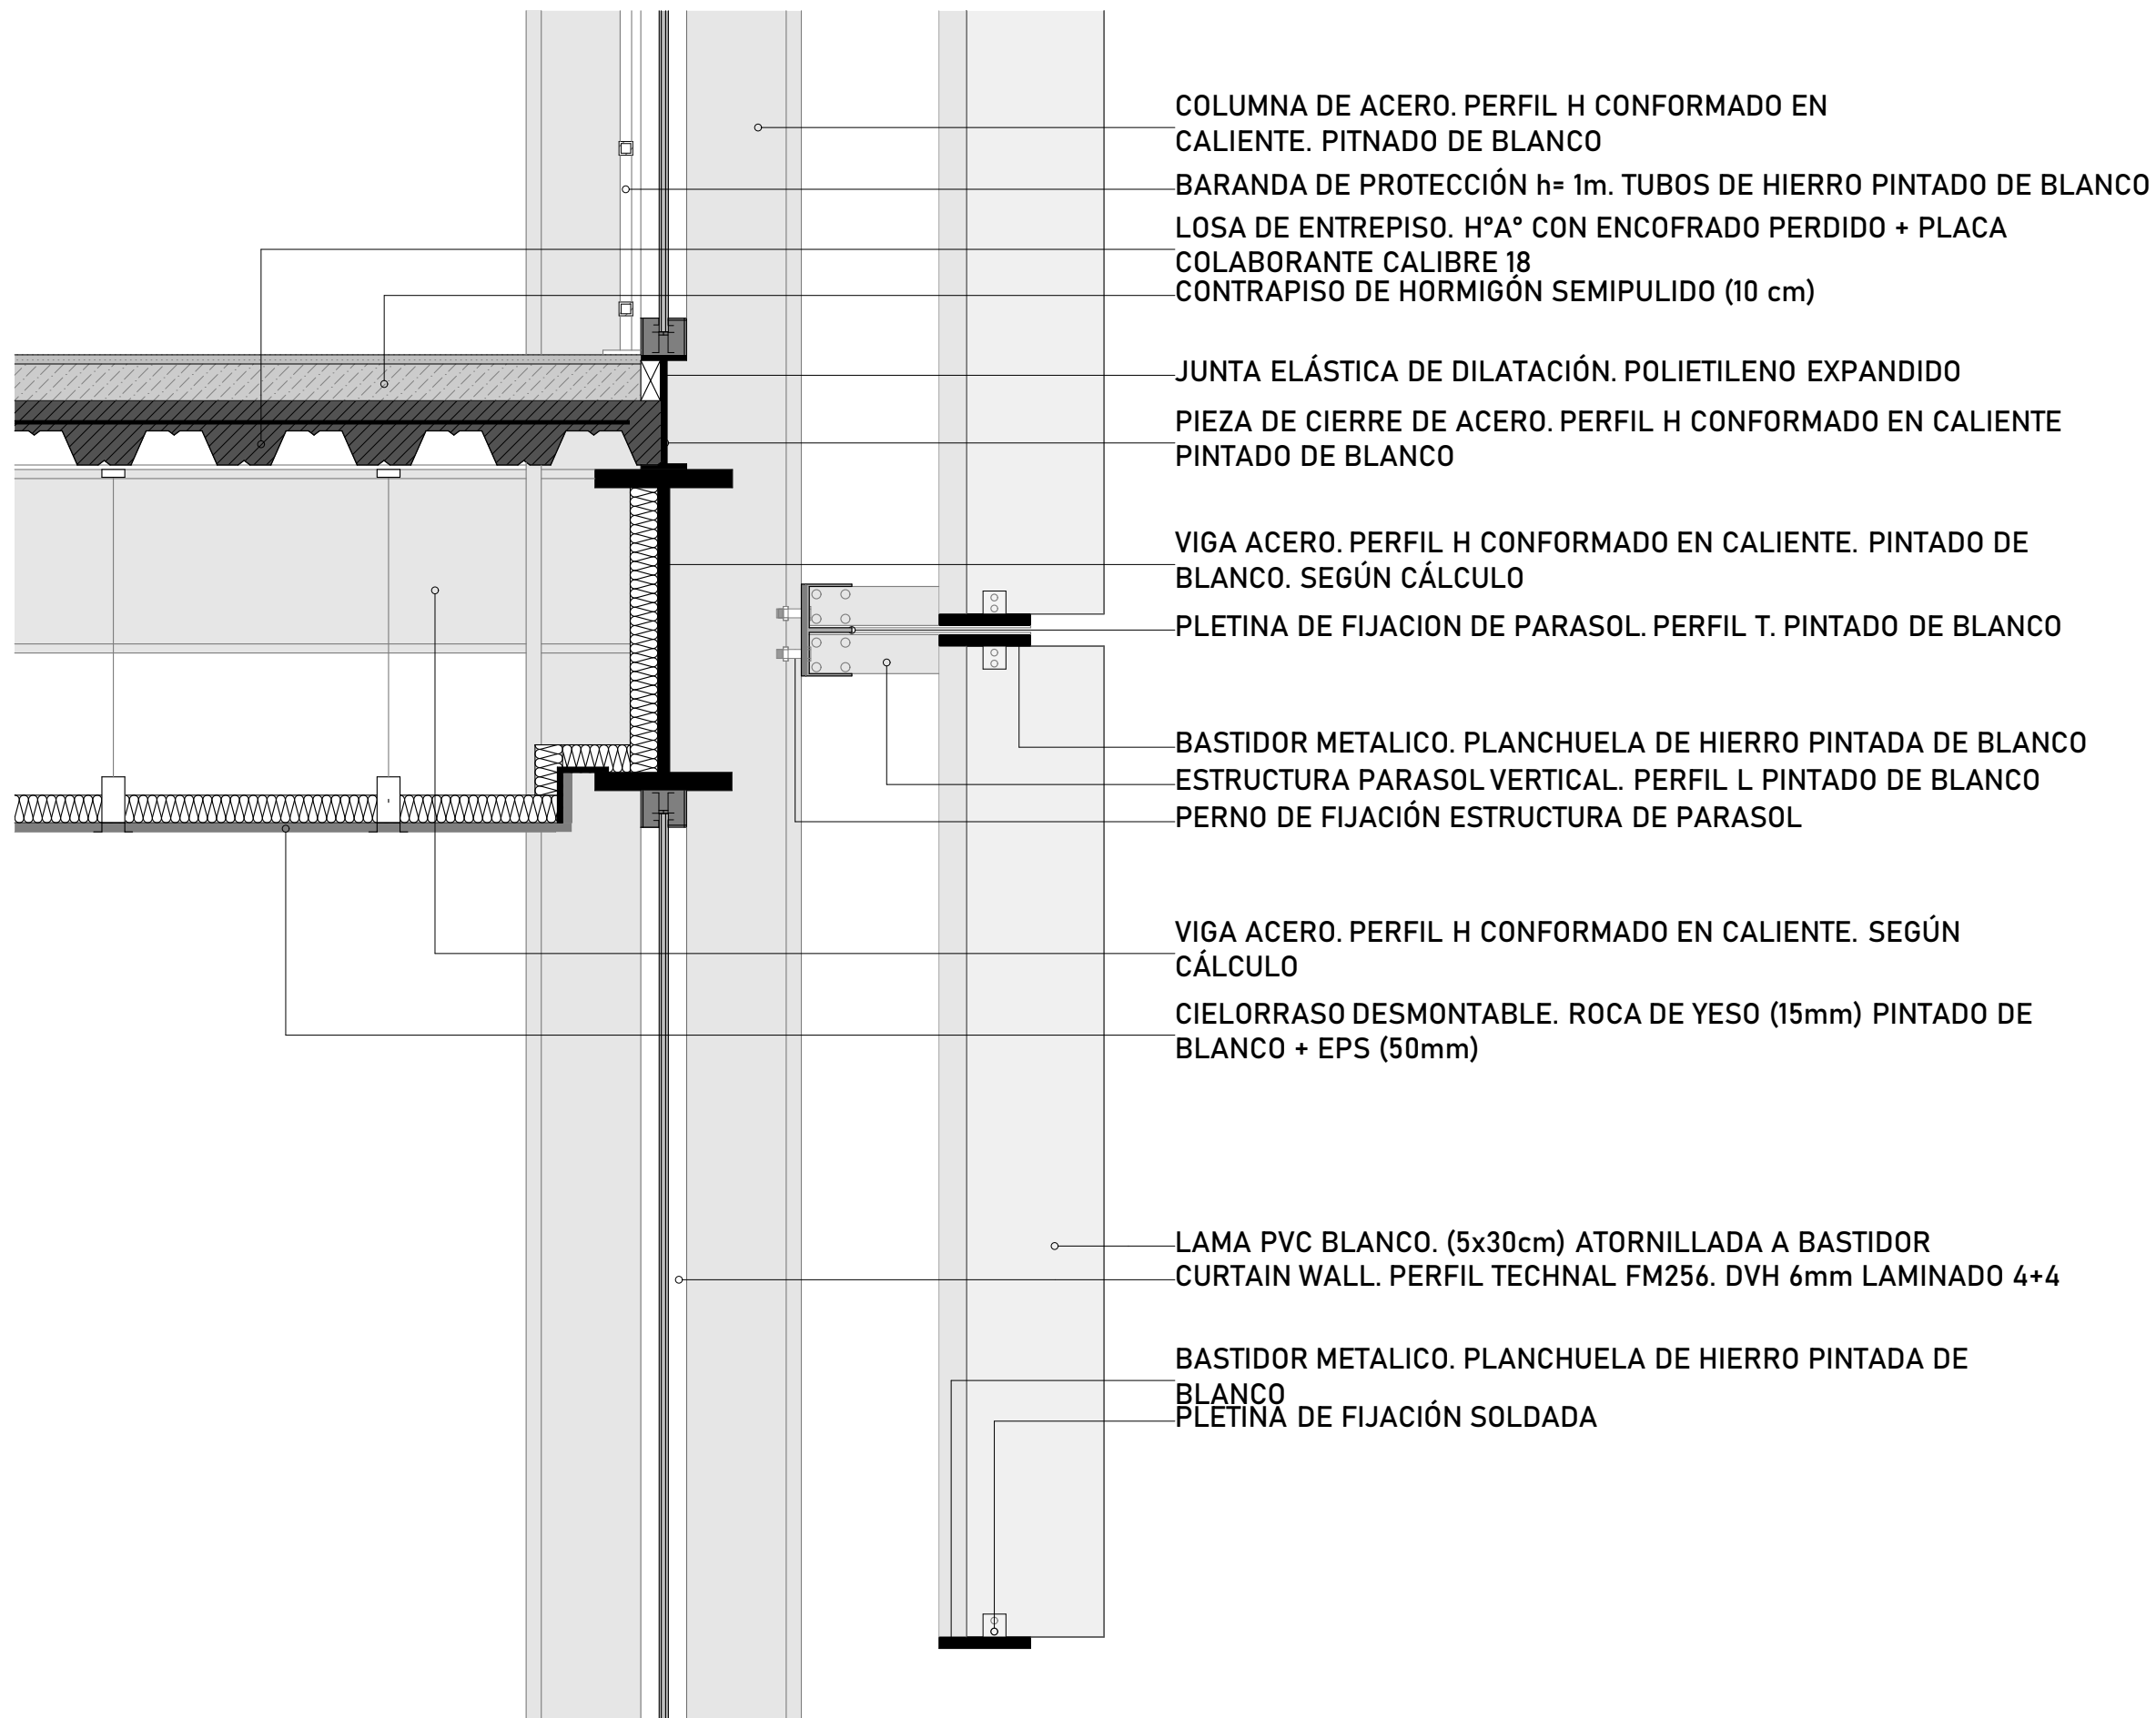 COLUMNA DE ACERO. PERFIL H CONFORMADO EN
CALIENTE. PITNADO DE BLANCO
BARANDA DE PROTECCIÓN h= 1m. TUBOS DE HIERRO PINTADO DE BLANCO
LOSA DE ENTREPISO. H°A° CON ENCOFRADO PERDIDO + PLACA
COLABORANTE CALIBRE 18
CONTRAPISO DE HORMIGÓN SEMIPULIDO (10 cm)
JUNTA ELÁSTICA DE DILATACIÓN. POLIETILENO EXPANDIDO
PIEZA DE CIERRE DE ACERO. PERFIL H CONFORMADO EN CALIENTE
PINTADO DE BLANCO
VIGA ACERO. PERFIL H CONFORMADO EN CALIENTE. PINTADO DE
BLANCO. SEGÚN CÁLCULO
PLETINA DE FIJACION DE PARASOL. PERFIL T. PINTADO DE BLANCO
BASTIDOR METALICO. PLANCHUELA DE HIERRO PINTADA DE BLANCO
ESTRUCTURA PARASOL VERTICAL. PERFIL L PINTADO DE BLANCO
PERNO DE FIJACIÓN ESTRUCTURA DE PARASOL
VIGA ACERO. PERFIL H CONFORMADO EN CALIENTE. SEGÚN
CÁLCULO
CIELORRASO DESMONTABLE. ROCA DE YESO (15mm) PINTADO DE
BLANCO + EPS (50mm)
LAMA PVC BLANCO. (5x30cm) ATORNILLADA A BASTIDOR
CURTAIN WALL. PERFIL TECHNAL FM256. DVH 6mm LAMINADO 4+4
BASTIDOR METALICO. PLANCHUELA DE HIERRO PINTADA DE
BLANCO
PLETINA DE FIJACIÓN SOLDADA